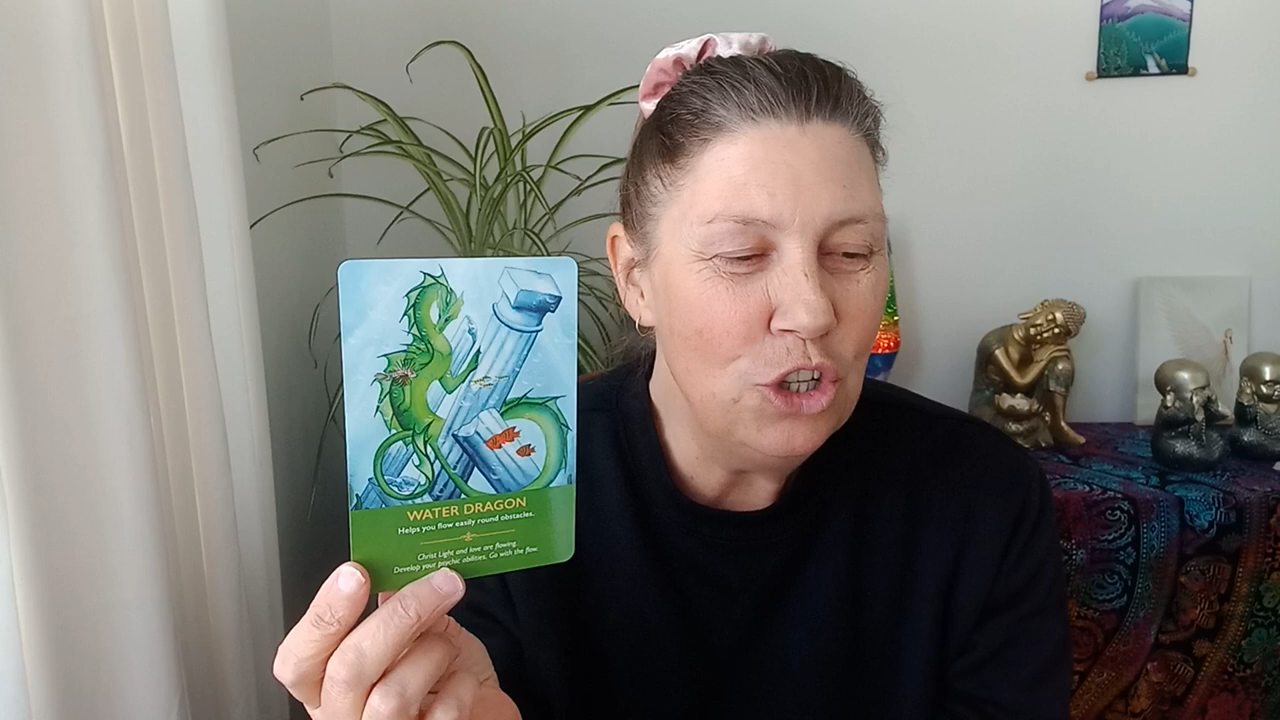 WATER DRAGON
Helps you flow easily round obstacles.
Christ Light and love are flowing.
Develop your psychic abilities. Go with the flow.